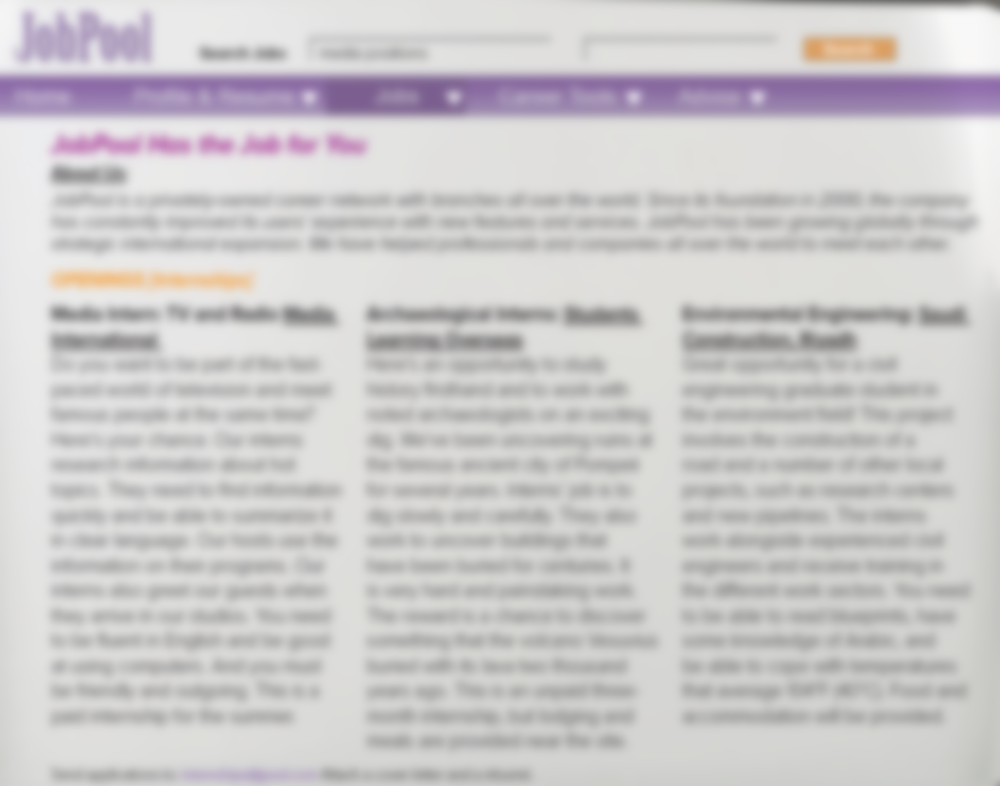 JobPool
Search Jobs media positions Search
Home Profile & Resume Jobs Career Tools Advice
JobPool Has the Job for You
About Us
JobPool is a privately-owned career network with branches all over the world. Since its foundation in 2000, the company
has constantly improved its users' experience with new features and services. JobPool has been growing globally through
strategic international expansion. We have helped professionals and companies all over the world to meet each other.
OPENINGS [Internships]
Media Intern: TV and Radio Media
International
Do you want to be part of the fast-
paced world of television and meet
famous people at the same time?
Here's your chance. Our interns
research information about hot
topics. They need to find information
quickly and be able to summarize it
in clear language. Our hosts use the
information on their programs. Our
interns also greet our guests when
they arrive in our studios. You need
to be fluent in English and be good
at using computers. And you must
be friendly and outgoing. This is a
paid internship for the summer.
Archaeological Interns: Students
Learning Overseas
Here's an opportunity to study
history firsthand and to work with
noted archaeologists on an exciting
dig. We've been uncovering ruins at
the famous ancient city of Pompeii
for several years. Interns' job is to
dig slowly and carefully. They also
work to uncover buildings that
have been buried for centuries. It
is very hard and painstaking work.
The reward is a chance to discover
something that the volcano Vesuvius
buried with its lava two thousand
years ago. This is an unpaid three-
month internship, but lodging and
meals are provided near the site.
Environmental Engineering: Saudi
Construction, Riyadh
Great opportunity for a civil
engineering graduate student in
the environment field! This project
involves the construction of a
road and a number of other local
projects, such as research centers
and new pipelines. The interns
work alongside experienced civil
engineers and receive training in
the different work sectors. You need
to be able to read blueprints, have
some knowledge of Arabic, and
be able to cope with temperatures
that average 104°F (40°C). Food and
accommodation will be provided.
Send applications to Attach a cover letter and a résumé.